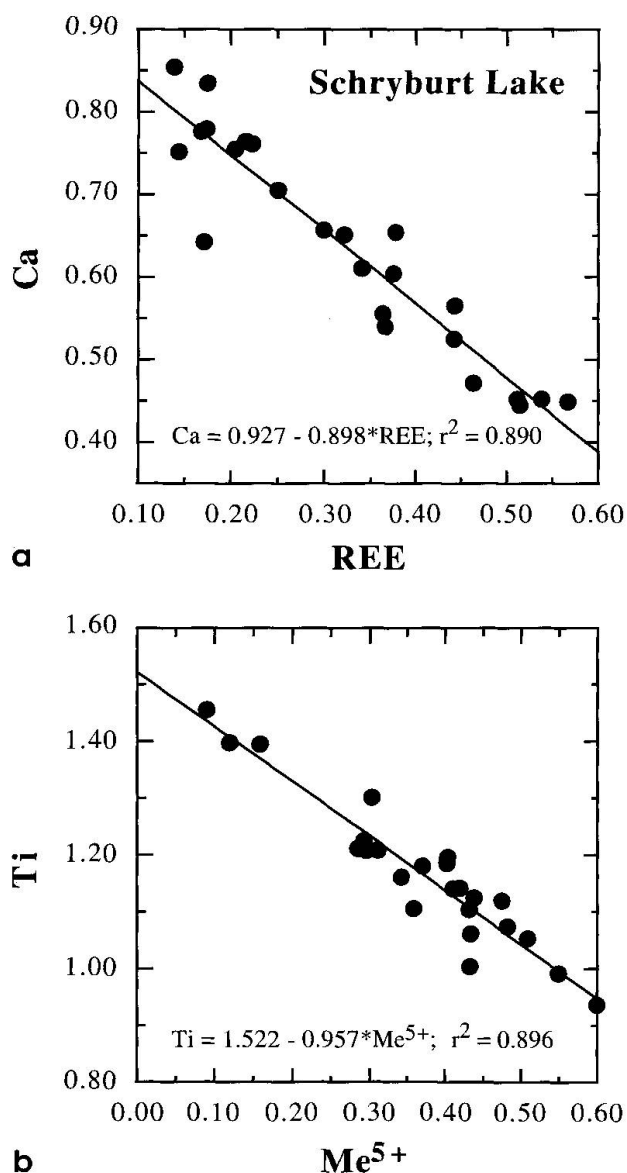 0.90
Schryburt Lake
0.80
0.70
Ca
0.60
0.50
Ca = 0.927 - 0.898*REE; r² = 0.890
0.40
0.10 0.20 0.30 0.40 0.50 0.60
a
REE
1.60
1.40
Ti
1.20
1.00
Ti = 1.522 - 0.957*Me⁵⁺; r² = 0.896
0.80
0.00 0.10 0.20 0.30 0.40 0.50 0.60
b
Me⁵⁺